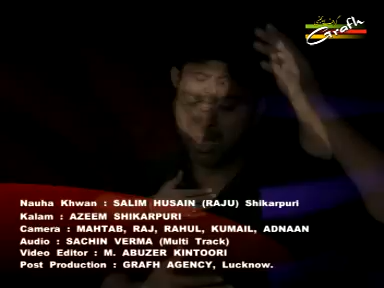 Grafh
Nauha Khwan : SALIM HUSAIN (RAJU) Shikarpuri
Kalam : AZEEM SHIKARPURI
Camera : MAHTAB, RAJ, RAHUL, KUMAIL, ADNAAN
Audio : SACHIN VERMA (Multi Track)
Video Editor : M. ABUZER KINTOORI
Post Production : GRAFH AGENCY, Lucknow.